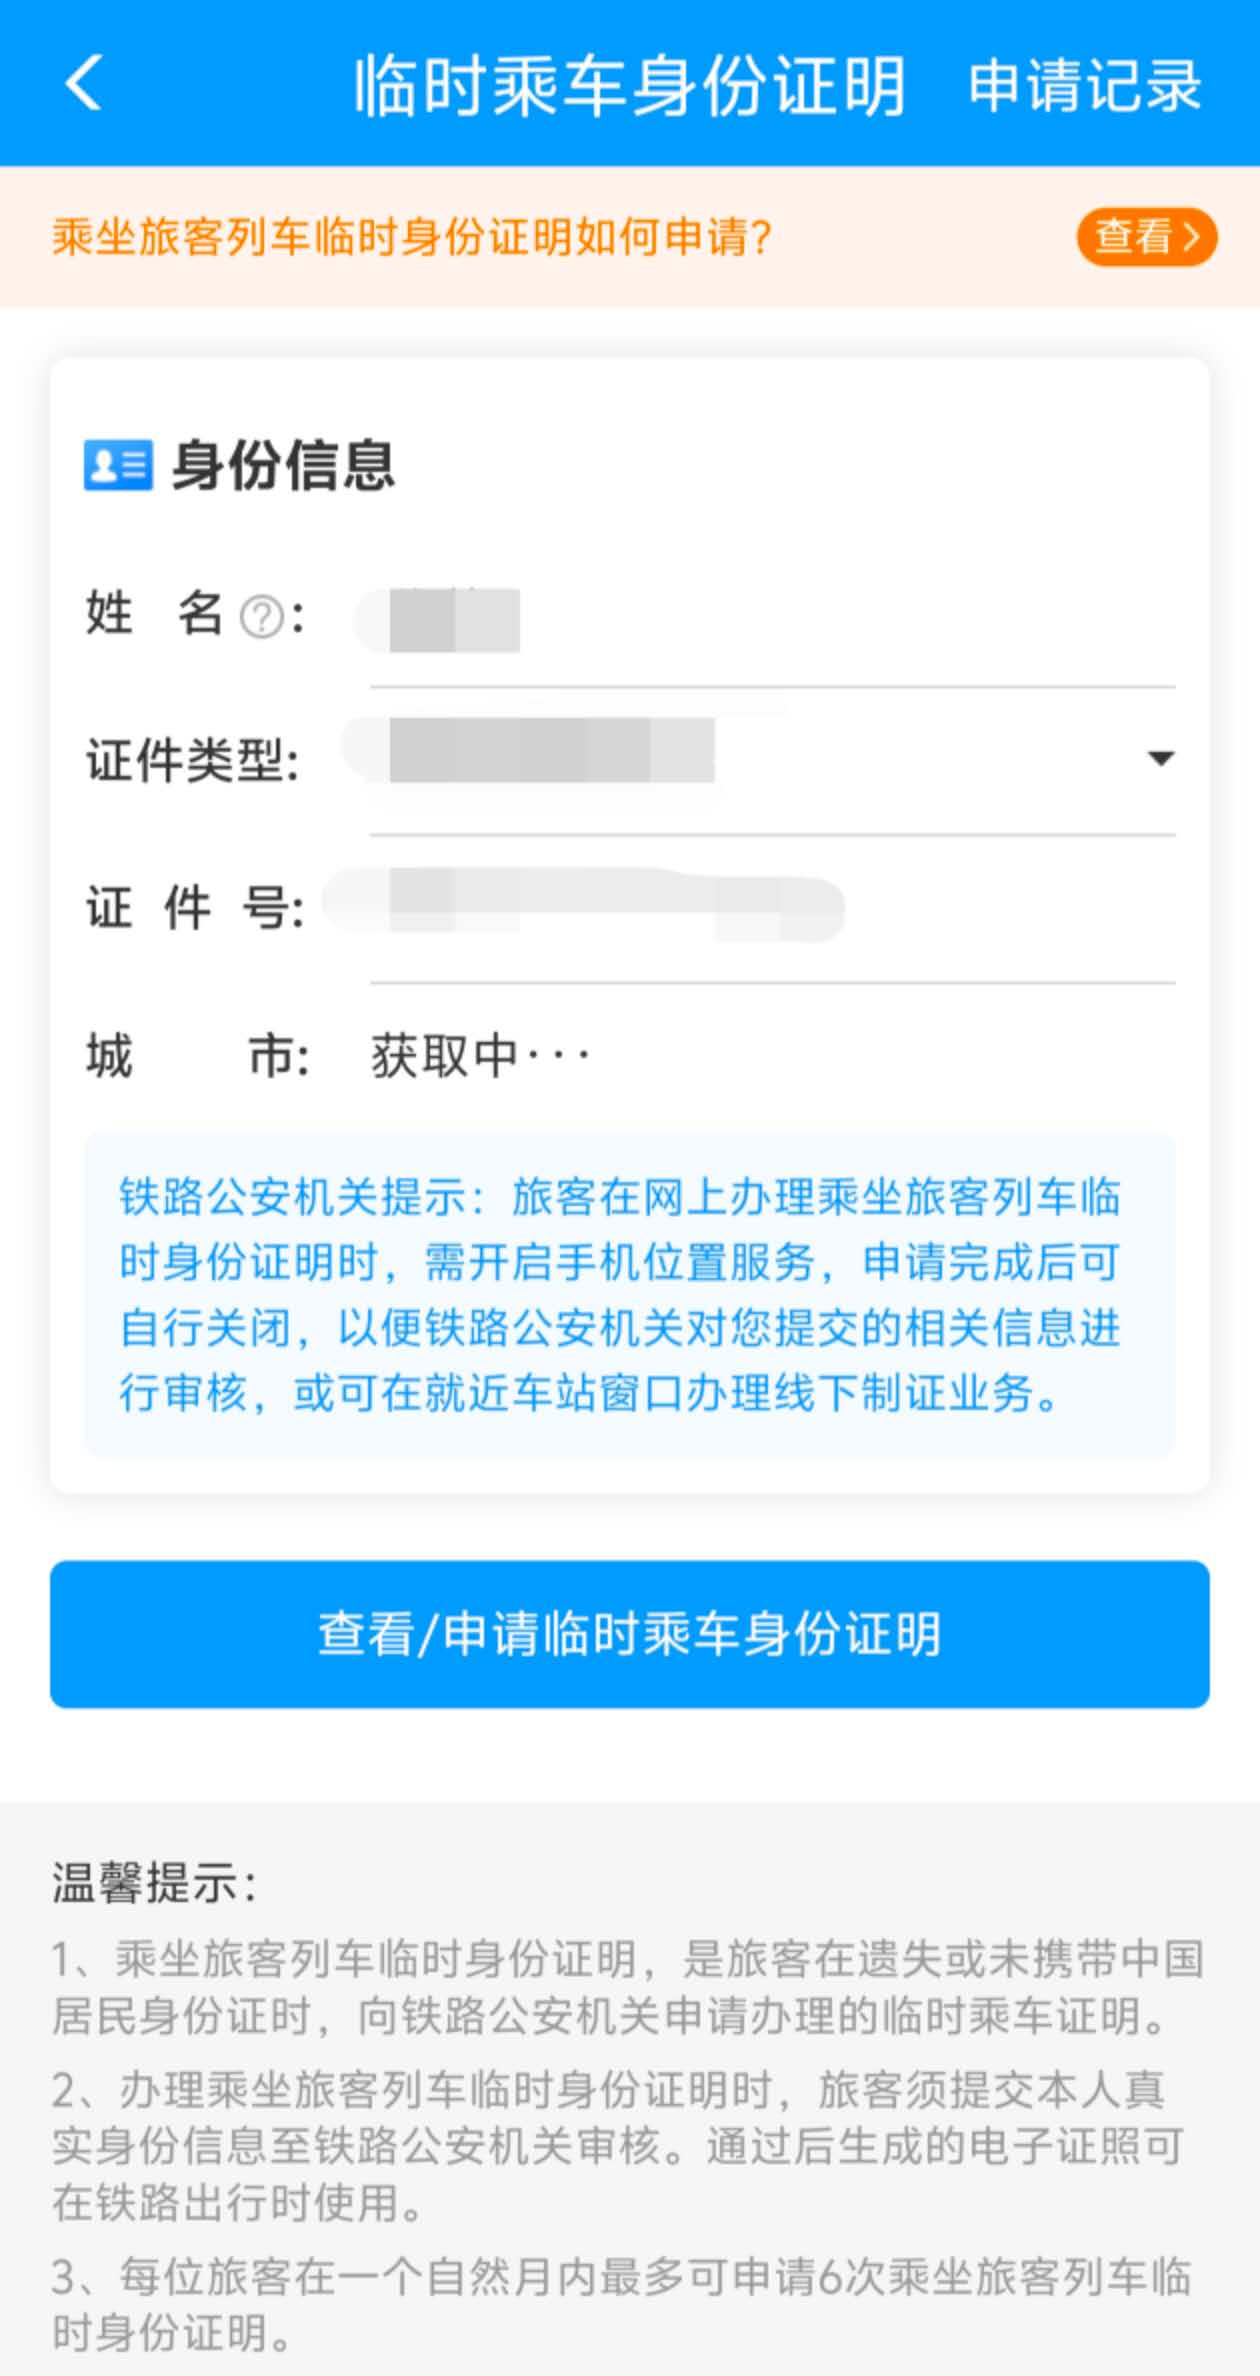 临时乘车身份证明 申请记录
乘坐旅客列车临时身份证明如何申请?
查看
身份信息
姓 名?:
证件类型:
证 件 号:
城 市: 获取中···
铁路公安机关提示：旅客在网上办理乘坐旅客列车临
时身份证明时，需开启手机位置服务，申请完成后可
自行关闭，以便铁路公安机关对您提交的相关信息进
行审核，或可在就近车站窗口办理线下制证业务。
查看/申请临时乘车身份证明
温馨提示：
1、乘坐旅客列车临时身份证明，是旅客在遗失或未携带中国
居民身份证时，向铁路公安机关申请办理的临时乘车证明。
2、办理乘坐旅客列车临时身份证明时，旅客须提交本人真
实身份信息至铁路公安机关审核。通过后生成的电子证照可
在铁路出行时使用。
3、每位旅客在一个自然月内最多可申请6次乘坐旅客列车临
时身份证明。